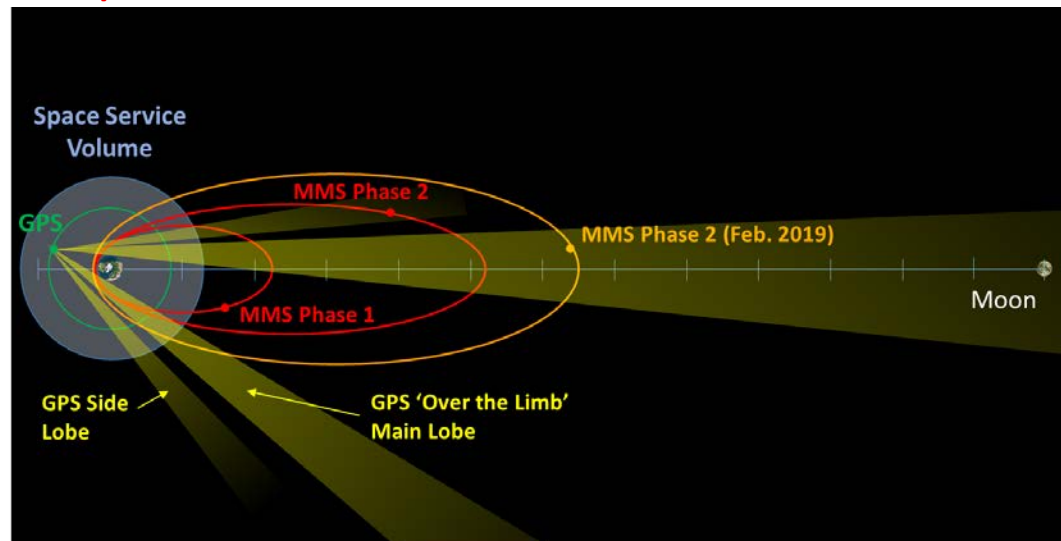 Space Service
Volume
MMS Phase 2
GPS
MMS Phase 2 (Feb. 2019)
Moon
MMS Phase 1
GPS Side
Lobe
GPS ‘Over the Limb’
Main Lobe